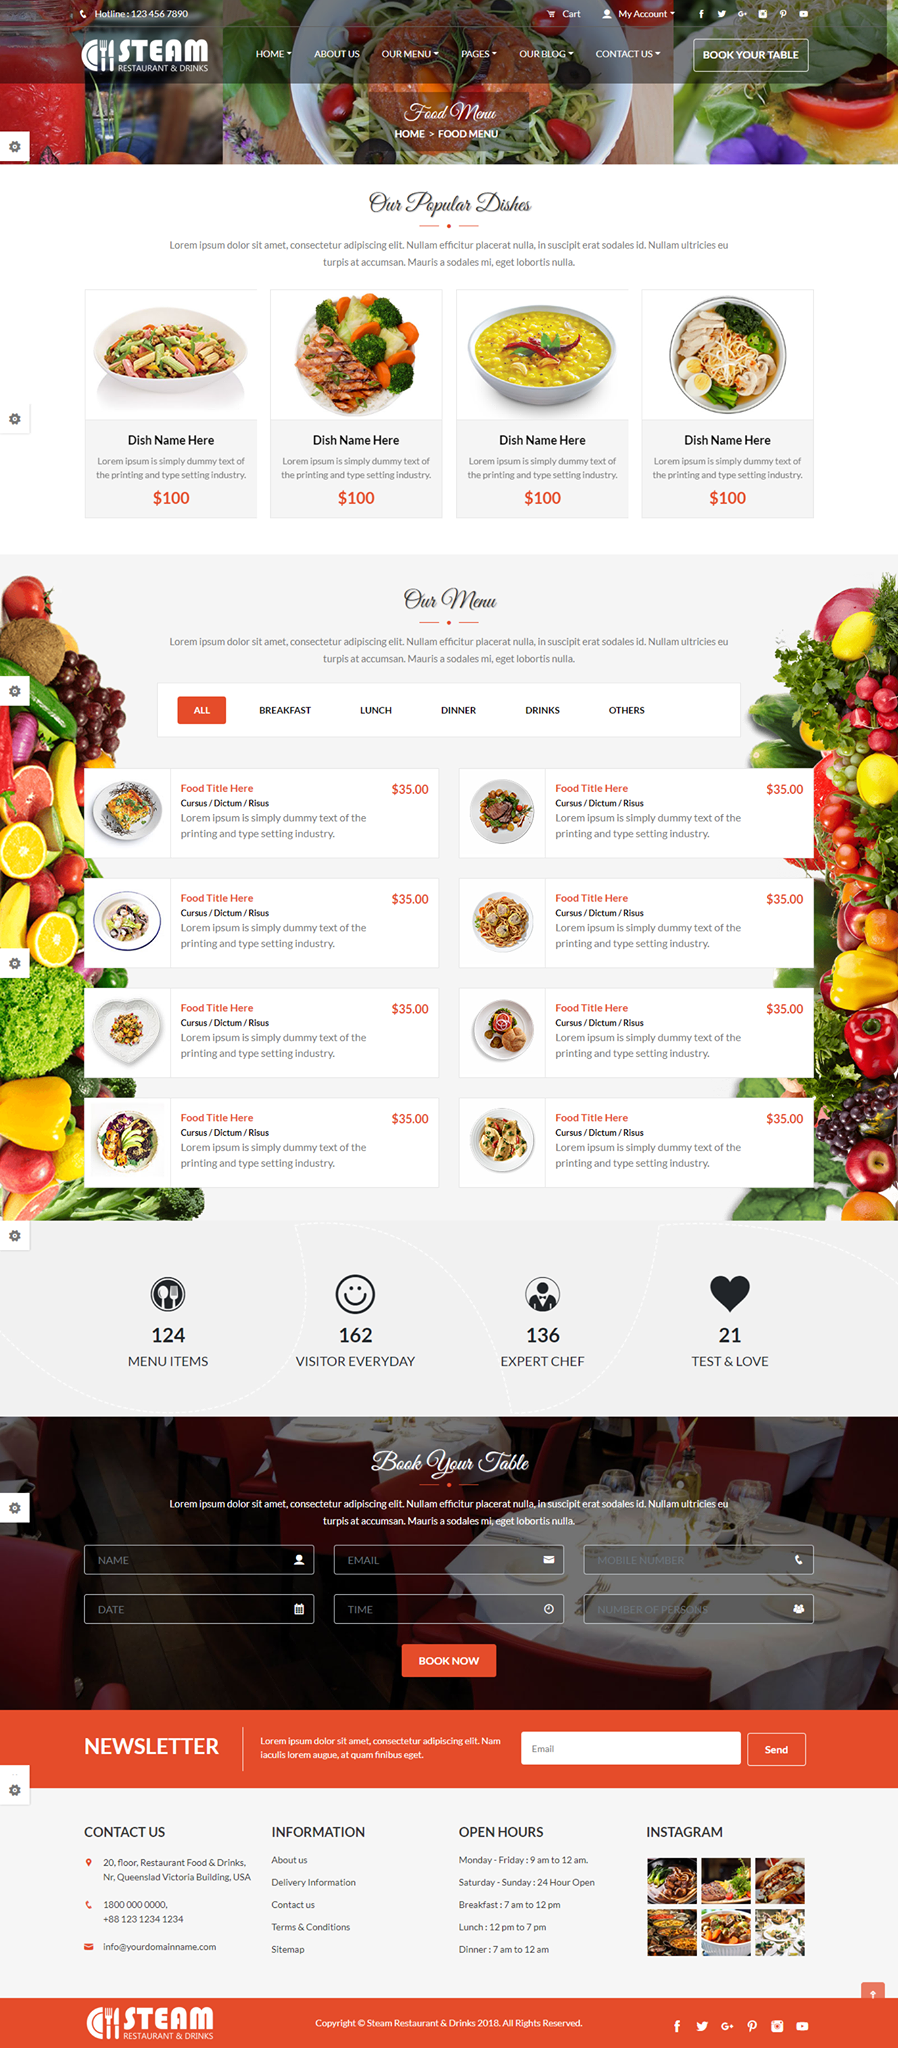 Hotline : 123 456 7890
Cart
My Account
STEAM
RESTAURANT & DRINKS
HOME
ABOUT US
OUR MENU
PAGES
OUR BLOG
CONTACT US
BOOK YOUR TABLE
Food Menu
HOME > FOOD MENU
Our Popular Dishes
Lorem ipsum dolor sit amet, consectetur adipiscing elit. Nullam efficitur placerat nulla, in suscipit erat sodales id. Nullam ultricies eu
turpis at accumsan. Mauris a sodales mi, eget lobortis nulla.
Dish Name Here
Lorem ipsum is simply dummy text of
the printing and type setting industry.
$100
Dish Name Here
Lorem ipsum is simply dummy text of
the printing and type setting industry.
$100
Dish Name Here
Lorem ipsum is simply dummy text of
the printing and type setting industry.
$100
Dish Name Here
Lorem ipsum is simply dummy text of
the printing and type setting industry.
$100
Our Menu
Lorem ipsum dolor sit amet, consectetur adipiscing elit. Nullam efficitur placerat nulla, in suscipit erat sodales id. Nullam ultricies eu
turpis at accumsan. Mauris a sodales mi, eget lobortis nulla.
ALL
BREAKFAST
LUNCH
DINNER
DRINKS
OTHERS
Food Title Here
$35.00
Cursus / Dictum / Risus
Lorem ipsum is simply dummy text of the
printing and type setting industry.
Food Title Here
$35.00
Cursus / Dictum / Risus
Lorem ipsum is simply dummy text of the
printing and type setting industry.
Food Title Here
$35.00
Cursus / Dictum / Risus
Lorem ipsum is simply dummy text of the
printing and type setting industry.
Food Title Here
$35.00
Cursus / Dictum / Risus
Lorem ipsum is simply dummy text of the
printing and type setting industry.
Food Title Here
$35.00
Cursus / Dictum / Risus
Lorem ipsum is simply dummy text of the
printing and type setting industry.
Food Title Here
$35.00
Cursus / Dictum / Risus
Lorem ipsum is simply dummy text of the
printing and type setting industry.
Food Title Here
$35.00
Cursus / Dictum / Risus
Lorem ipsum is simply dummy text of the
printing and type setting industry.
Food Title Here
$35.00
Cursus / Dictum / Risus
Lorem ipsum is simply dummy text of the
printing and type setting industry.
124
MENU ITEMS
162
VISITOR EVERYDAY
136
EXPERT CHEF
21
TEST & LOVE
Book Your Table
Lorem ipsum dolor sit amet, consectetur adipiscing elit. Nullam efficitur placerat nulla, in suscipit erat sodales id. Nullam ultricies eu
turpis at accumsan. Mauris a sodales mi, eget lobortis nulla.
NAME
EMAIL
MOBILE NUMBER
DATE
TIME
NUMBER OF PERSONS
BOOK NOW
NEWSLETTER
Lorem ipsum dolor sit amet, consectetur adipiscing elit. Nam
iaculis lorem augue, at quam finibus eget.
Email
Send
CONTACT US
20, floor, Restaurant Food & Drinks,
Nr, Queenslad Victoria Building, USA
1800 000 0000,
+88 123 1234 1234
info@yourdomainname.com
INFORMATION
About us
Delivery Information
Contact us
Terms & Conditions
Sitemap
OPEN HOURS
Monday - Friday : 9 am to 12 am.
Saturday - Sunday : 24 Hour Open
Breakfast : 7 am to 12 pm
Lunch : 12 pm to 7 pm
Dinner : 7 am to 12 am
INSTAGRAM
STEAM
RESTAURANT & DRINKS
Copyright © Steam Restaurant & Drinks 2018. All Rights Reserved.